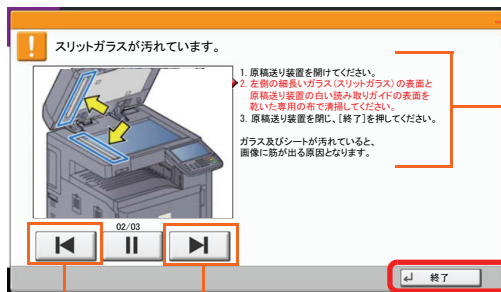 スリットガラスが汚れています。
1. 原稿送り装置を開けてください。
2. 左側の細長いガラス（スリットガラス）の表面と
原稿送り装置の白い読み取りガイドの表面を
乾いた専用の布で清掃してください。
3. 原稿送り装置を閉じ、[終了]を押してください。
ガラス及びシートが汚れていると、
画像に筋が出る原因となります。
02/03
終了